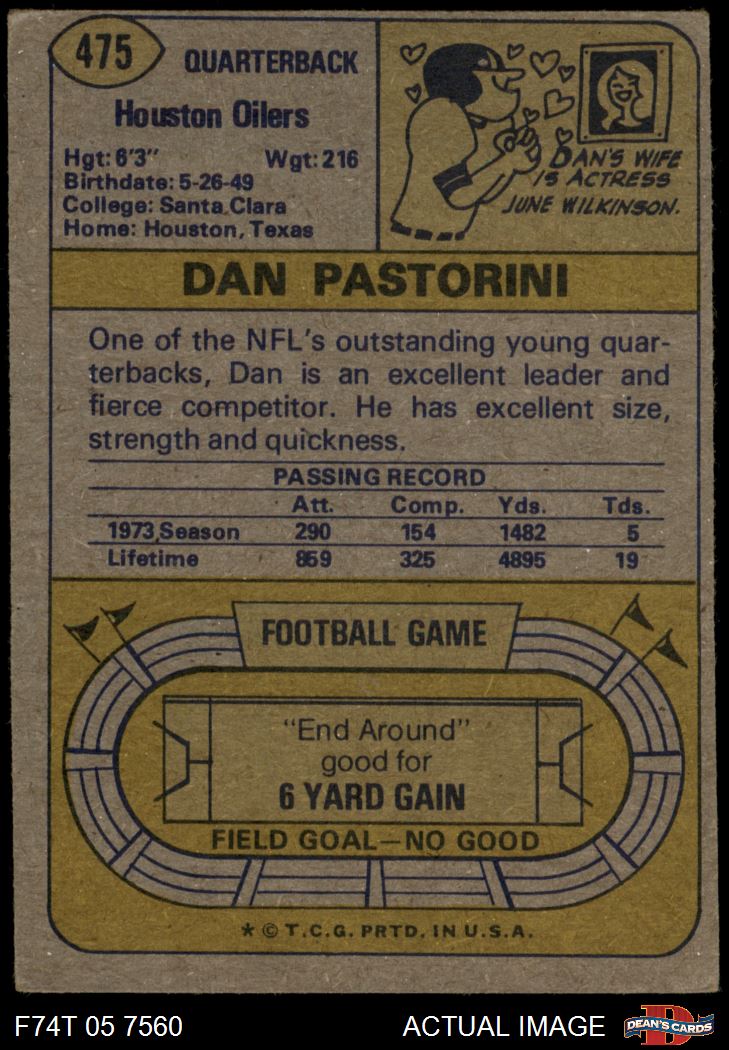 475
QUARTERBACK
Houston Oilers
Hgt: 6'3" Wgt: 216
Birthdate: 5-26-49
College: Santa Clara
Home: Houston, Texas
DAN'S WIFE
IS ACTRESS
JUNE WILKINSON.
DAN PASTORINI
One of the NFL's outstanding young quar-
terbacks, Dan is an excellent leader and
fierce competitor. He has excellent size,
strength and quickness.
PASSING RECORD
Att. Comp. Yds. Tds.
1973 Season 290 154 1482 5
Lifetime 859 325 4895 19
FOOTBALL GAME
"End Around"
good for
6 YARD GAIN
FIELD GOAL—NO GOOD
* © T.C.G. PRTD. IN U.S.A.
F74T 05 7560 ACTUAL IMAGE
D
DEAN'S CARDS